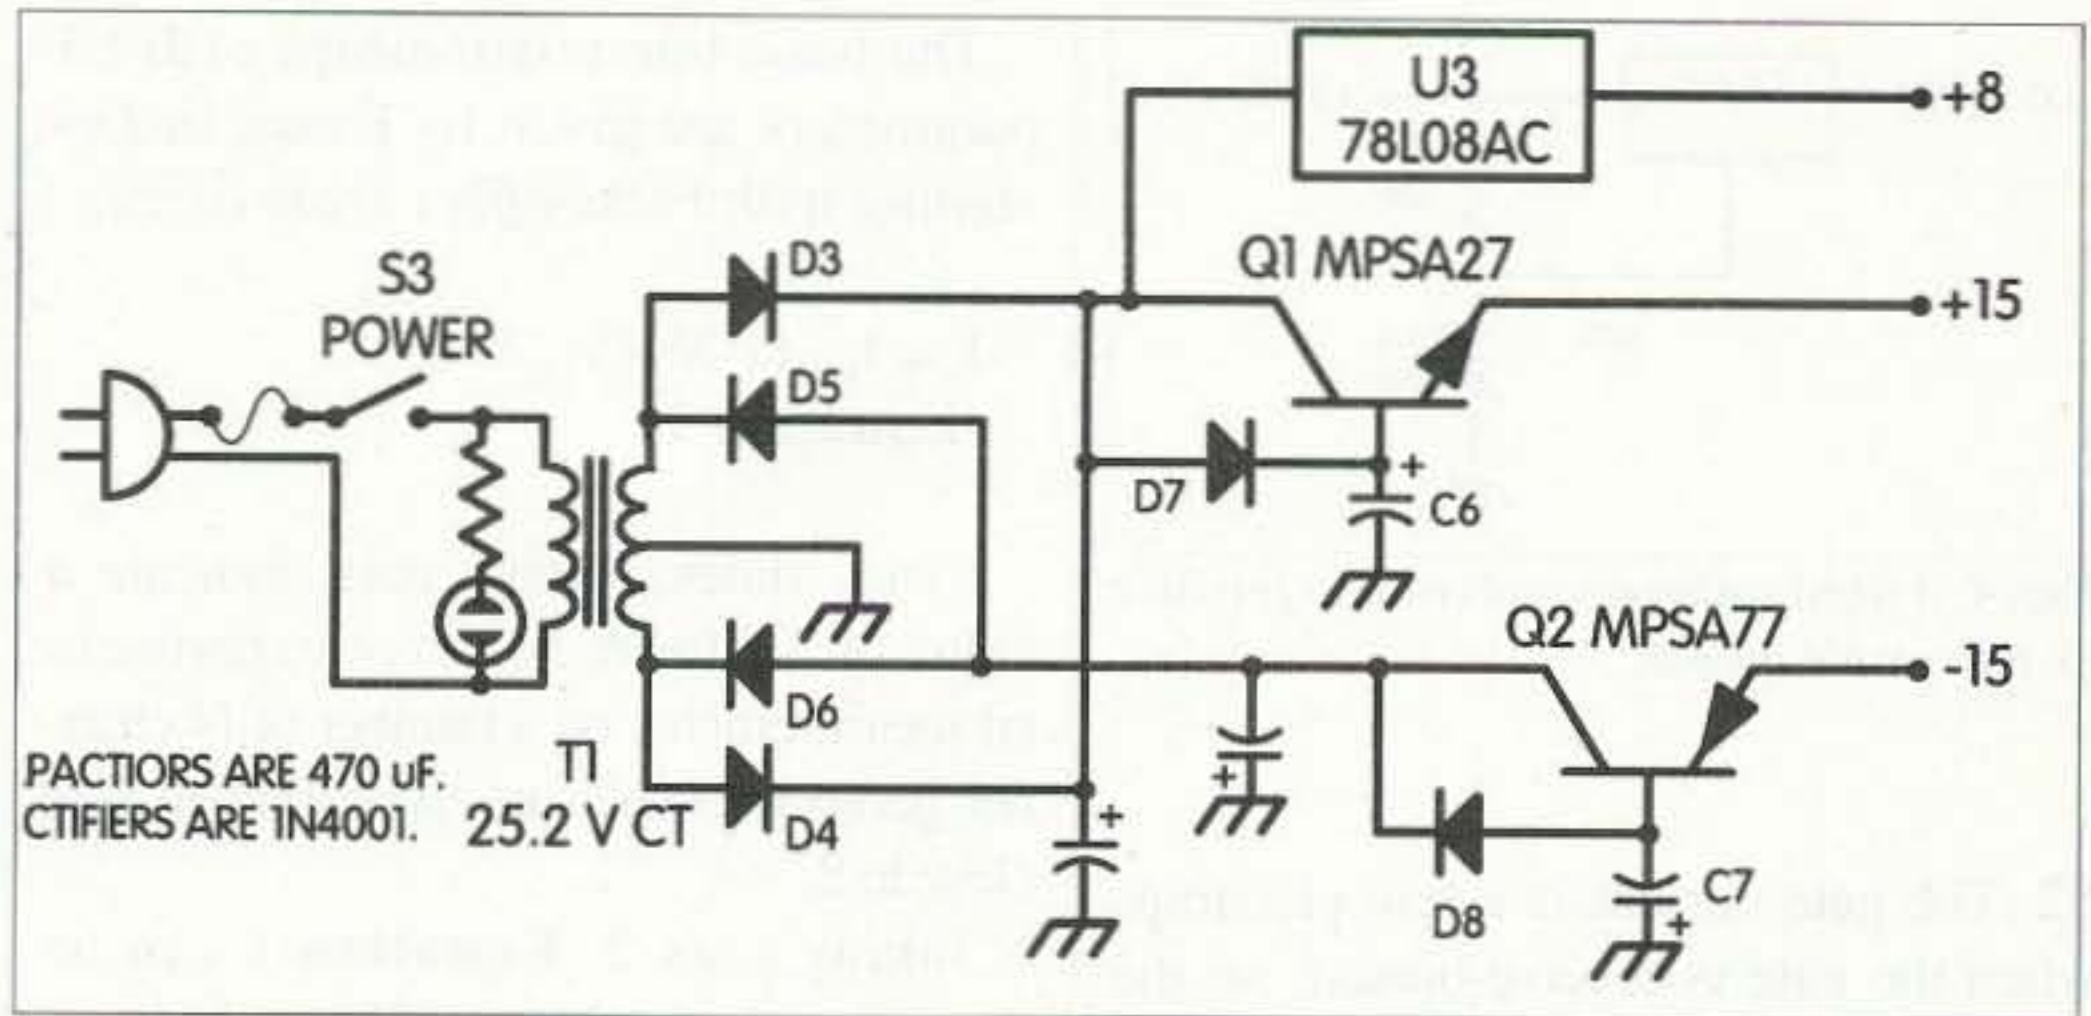 U3
78L08AC
+8
Q1 MPSA27
+15
D3
S3
POWER
D5
D7
+
C6
Q2 MPSA77
-15
D6
T1
25.2 V CT
PACTIORS ARE 470 uF.
CTIFIERS ARE 1N4001.
D4
+
+
D8
C7
+